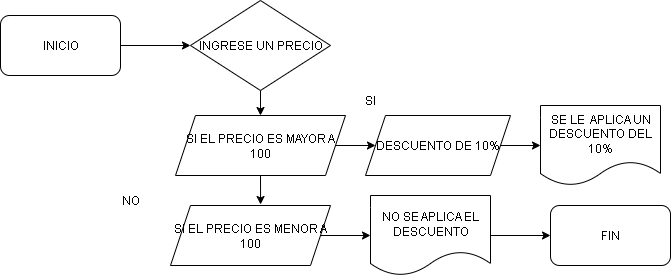 INICIO
INGRESE UN PRECIO
SI
SI EL PRECIO ES MAYOR A
100
DESCUENTO DE 10%
SE LE APLICA UN
DESCUENTO DEL
10%
NO
SI EL PRECIO ES MENOR A
100
NO SE APLICA EL
DESCUENTO
FIN